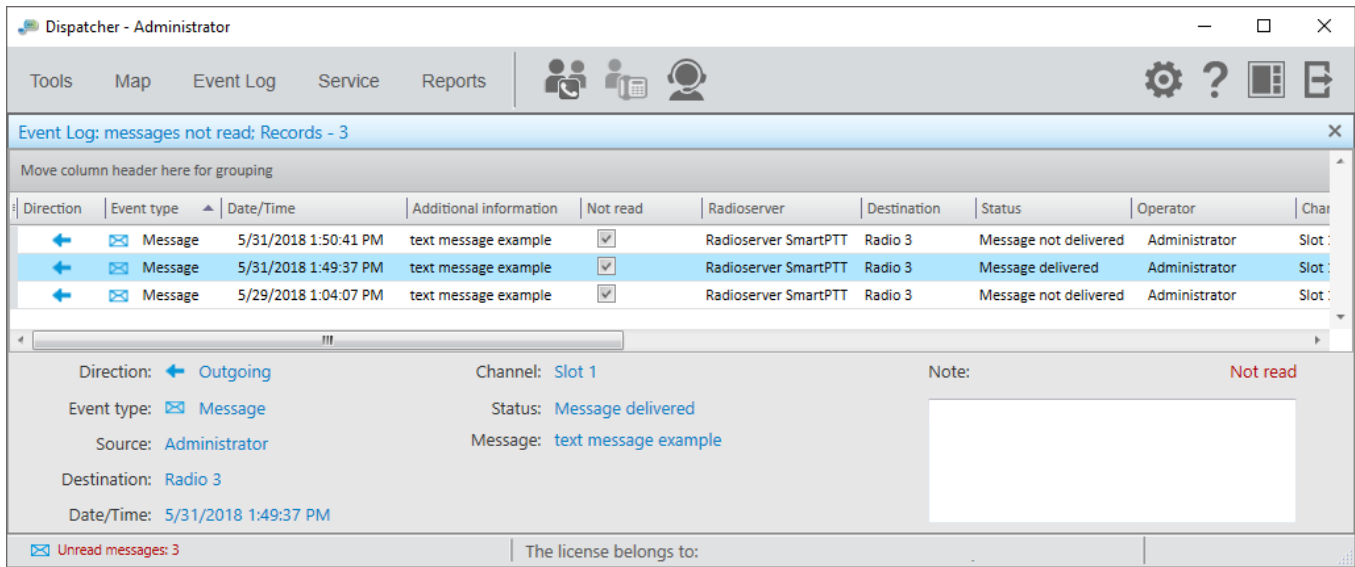 Dispatcher - Administrator
Tools Map Event Log Service Reports
Event Log: messages not read; Records - 3
Move column header here for grouping
Direction Event type Date/Time Additional information Not read Radioserver Destination Status Operator Char
Message 5/31/2018 1:50:41 PM text message example Radioserver SmartPTT Radio 3 Message not delivered Administrator Slot
Message 5/31/2018 1:49:37 PM text message example Radioserver SmartPTT Radio 3 Message delivered Administrator Slot
Message 5/29/2018 1:04:07 PM text message example Radioserver SmartPTT Radio 3 Message not delivered Administrator Slot
Direction: Outgoing Channel: Slot 1 Note: Not read
Event type: Message Status: Message delivered
Source: Administrator Message: text message example
Destination: Radio 3
Date/Time: 5/31/2018 1:49:37 PM
Unread messages: 3 The license belongs to: